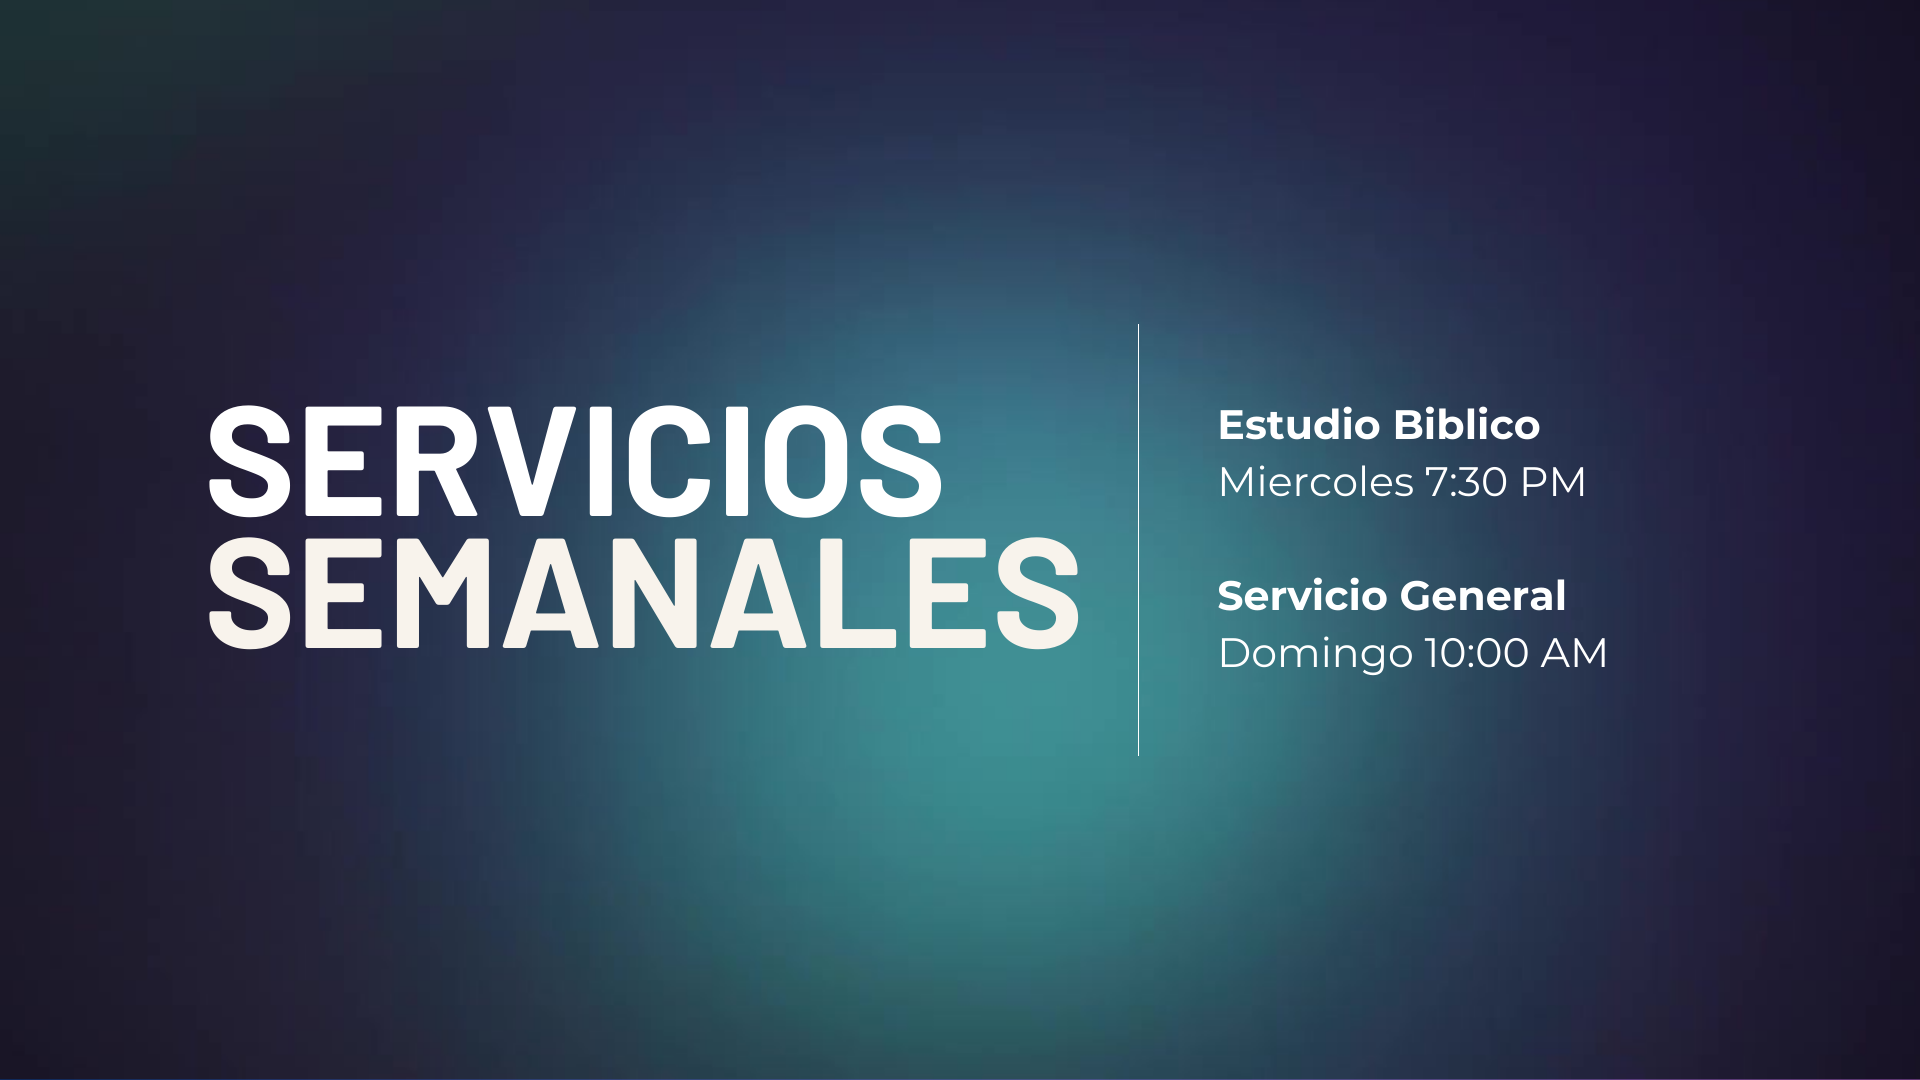 SERVICIOS
SEMANALES
Estudio Biblico
Miercoles 7:30 PM
Servicio General
Domingo 10:00 AM